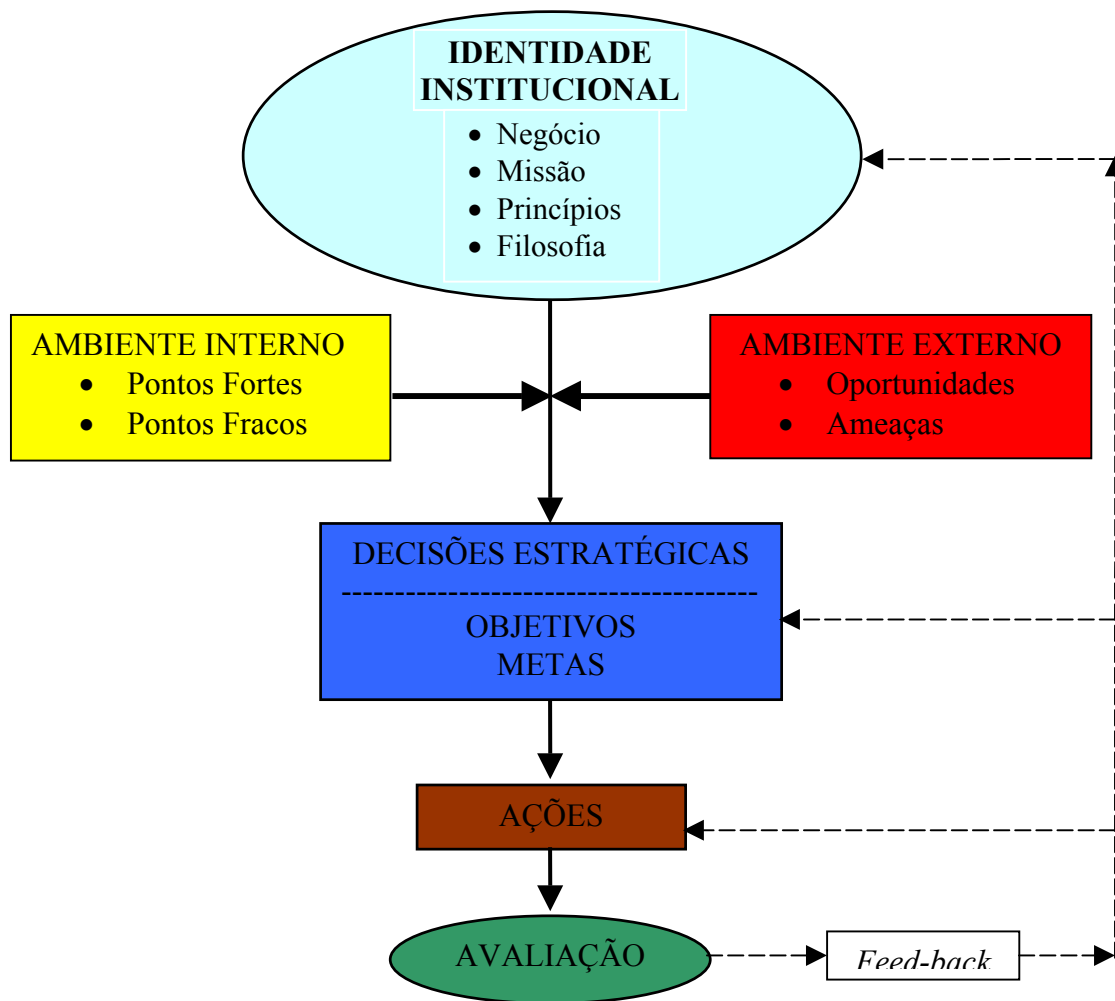 IDENTIDADE
INSTITUCIONAL
• Negócio
• Missão
• Princípios
• Filosofia
AMBIENTE INTERNO
• Pontos Fortes
• Pontos Fracos
AMBIENTE EXTERNO
• Oportunidades
• Ameaças
DECISÕES ESTRATÉGICAS
---------------------------------------
OBJETIVOS
METAS
AÇÕES
AVALIAÇÃO
Feed-back